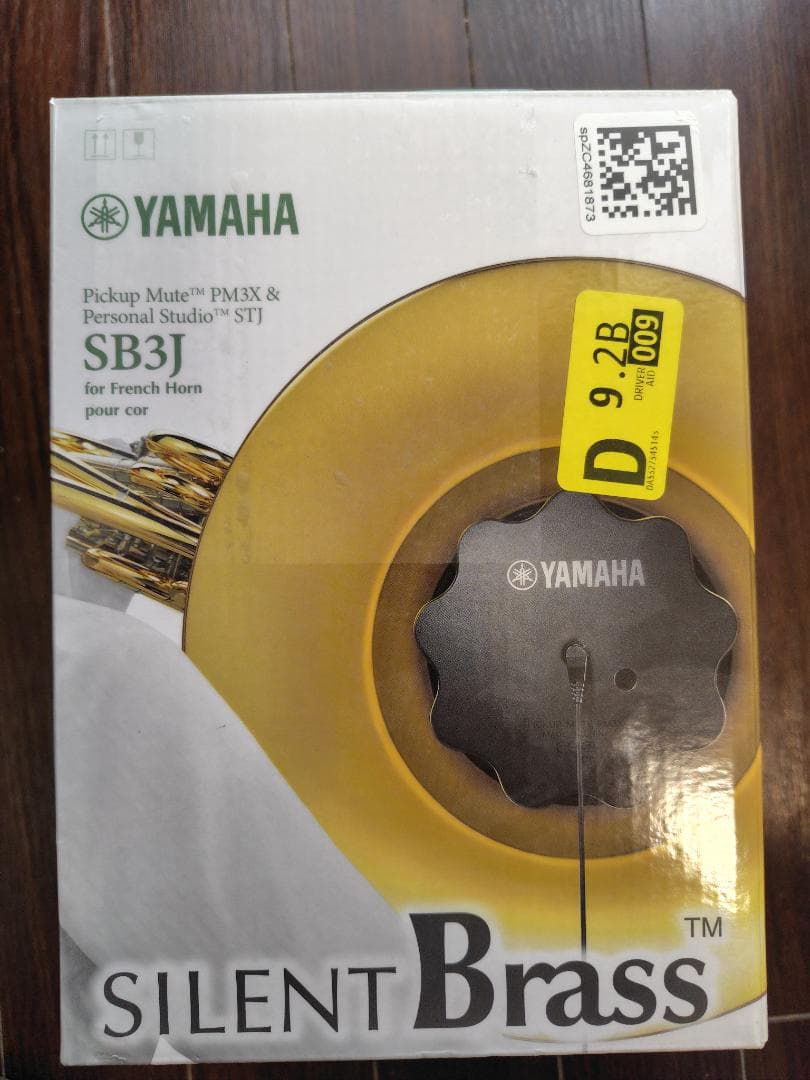 spZC4681873
YAMAHA
Pickup Mute™ PM3X &
Personal Studio™ STJ
SB3J
for French Horn
pour cor
D
9.2B
DRIVER
AID
009
YAMAHA
SILENT Brass™